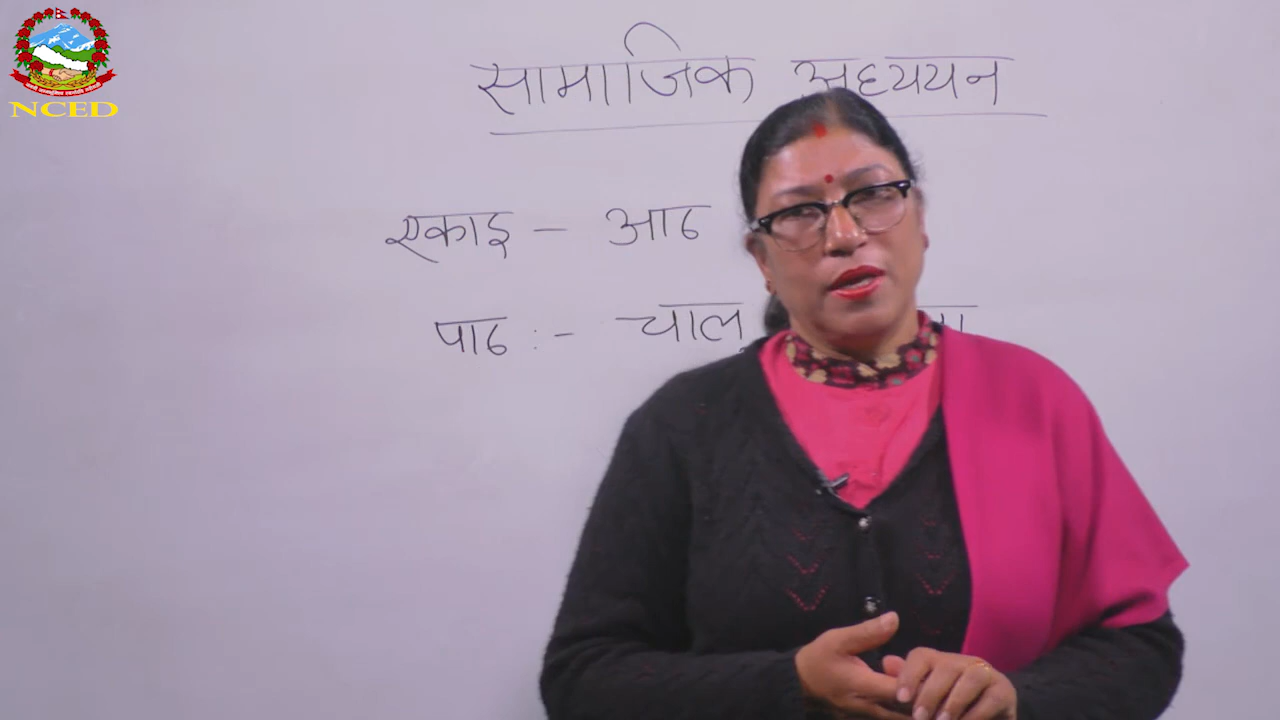 NCED
सामाजिक अध्ययन
एकाइ – आठ
पाठ :- चालु